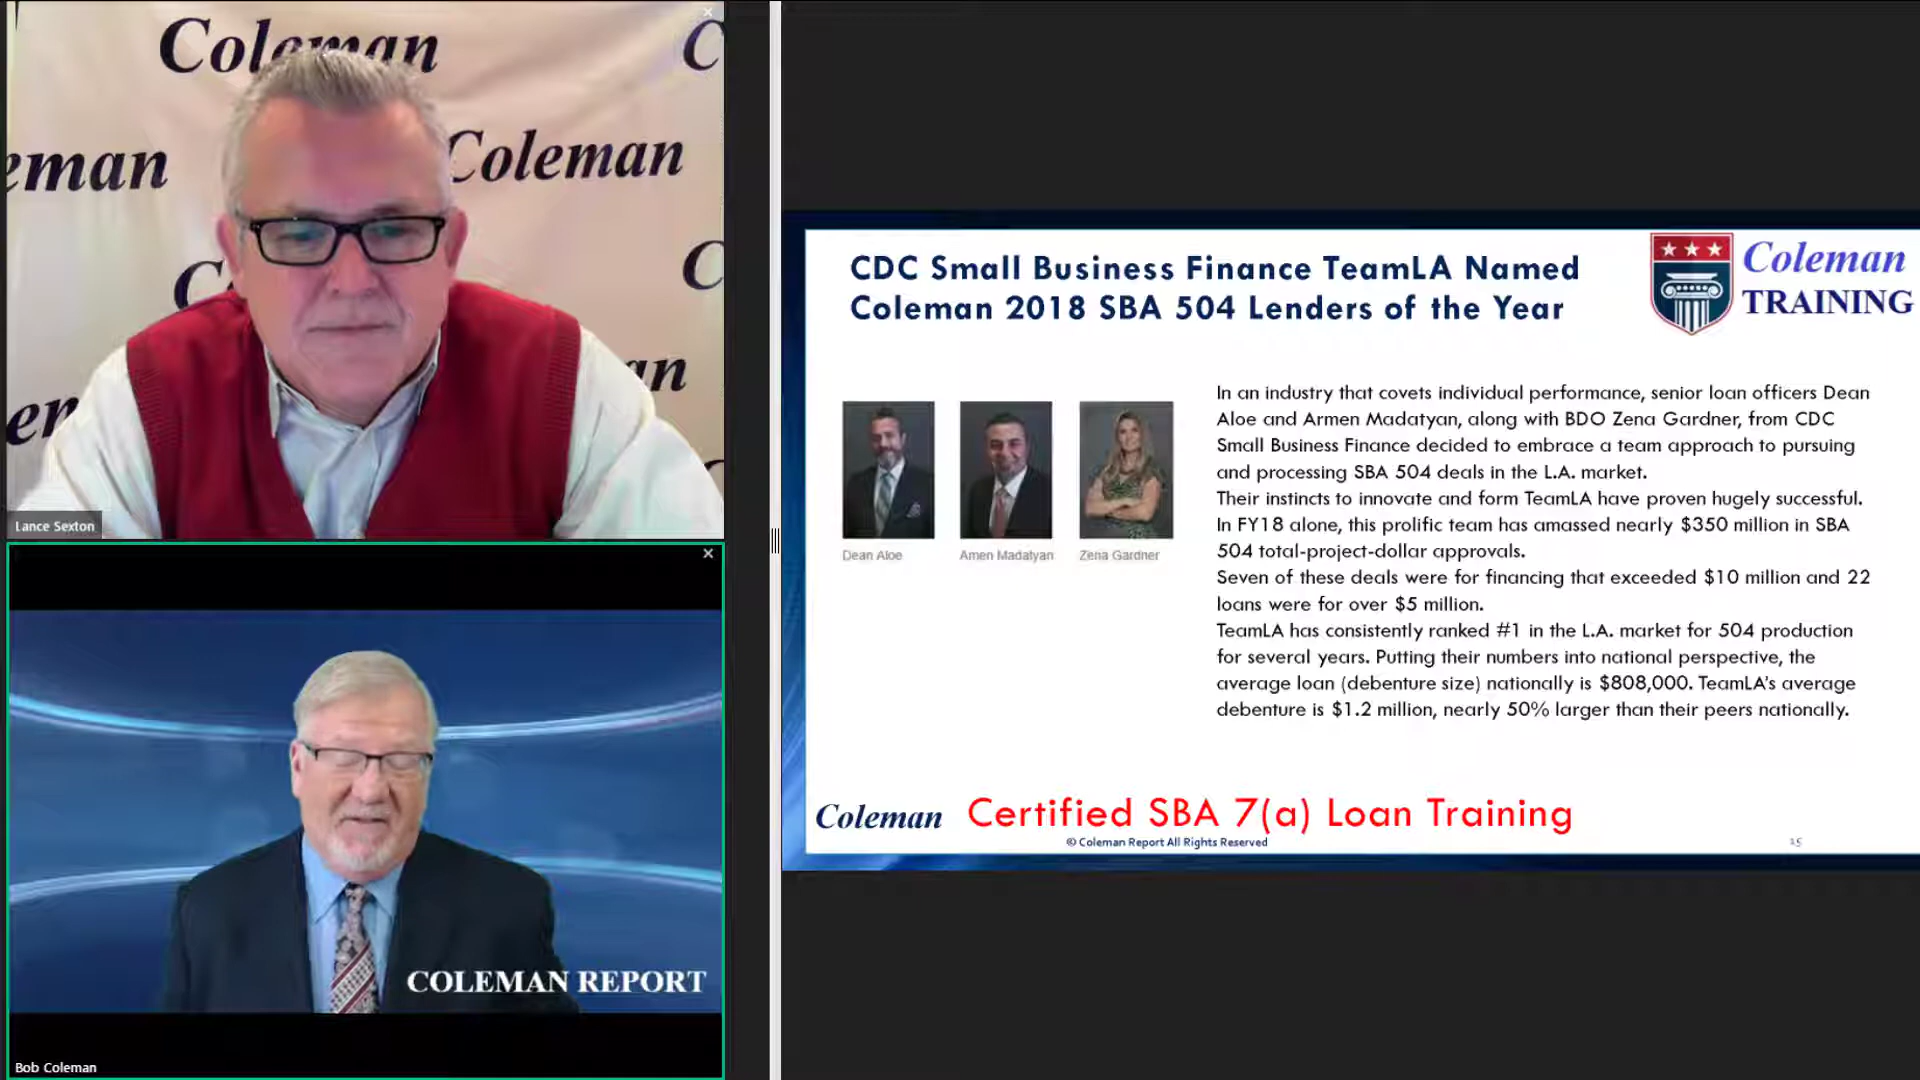 Coleman
C
eman
Coleman
C
C
an
en
Lance Sexton
COLEMAN REPORT
Bob Coleman
CDC Small Business Finance TeamLA Named
Coleman 2018 SBA 504 Lenders of the Year
Coleman
TRAINING
Dean Aloe
Amen Madatyan
Zena Gardner
In an industry that covets individual performance, senior loan officers Dean
Aloe and Armen Madatyan, along with BDO Zena Gardner, from CDC
Small Business Finance decided to embrace a team approach to pursuing
and processing SBA 504 deals in the L.A. market.
Their instincts to innovate and form TeamLA have proven hugely successful.
In FY18 alone, this prolific team has amassed nearly $350 million in SBA
504 total-project-dollar approvals.
Seven of these deals were for financing that exceeded $10 million and 22
loans were for over $5 million.
TeamLA has consistently ranked #1 in the L.A. market for 504 production
for several years. Putting their numbers into national perspective, the
average loan (debenture size) nationally is $808,000. TeamLA's average
debenture is $1.2 million, nearly 50% larger than their peers nationally.
Coleman
Certified SBA 7(a) Loan Training
© Coleman Report All Rights Reserved
15